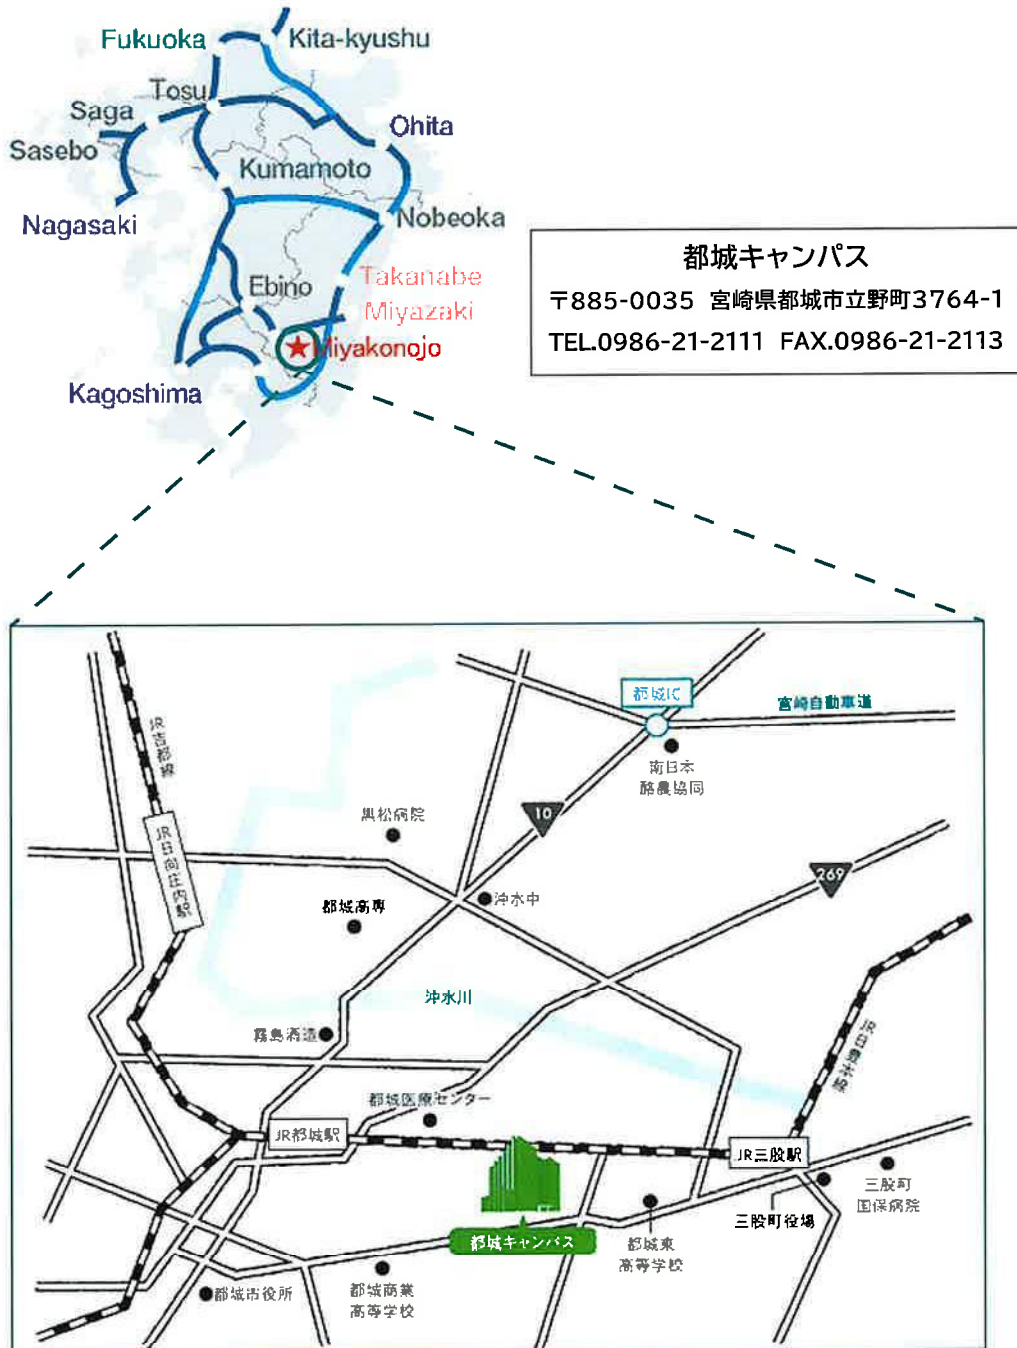 Fukuoka
Kita-kyushu
Tosu
Saga
Ohita
Sasebo
Kumamoto
Nagasaki
Nobeoka
Ebino
Takanabe
Miyazaki
Miyakonojo
Kagoshima
都城キャンパス
〒885-0035 宮崎県都城市立野町3764-1
TEL.0986-21-2111 FAX.0986-21-2113
都城IC
宮崎自動車道
JR吉都線
南日本
酪農協同
10
黒松病院
JR日向庄内駅
269
沖水中
都城高専
沖水川
霧島酒造
JR日豊本線
都城医療センター
JR都城駅
JR三股駅
三股町
国保病院
三股町役場
都城キャンパス
都城東
高等学校
都城市役所
都城商業
高等学校